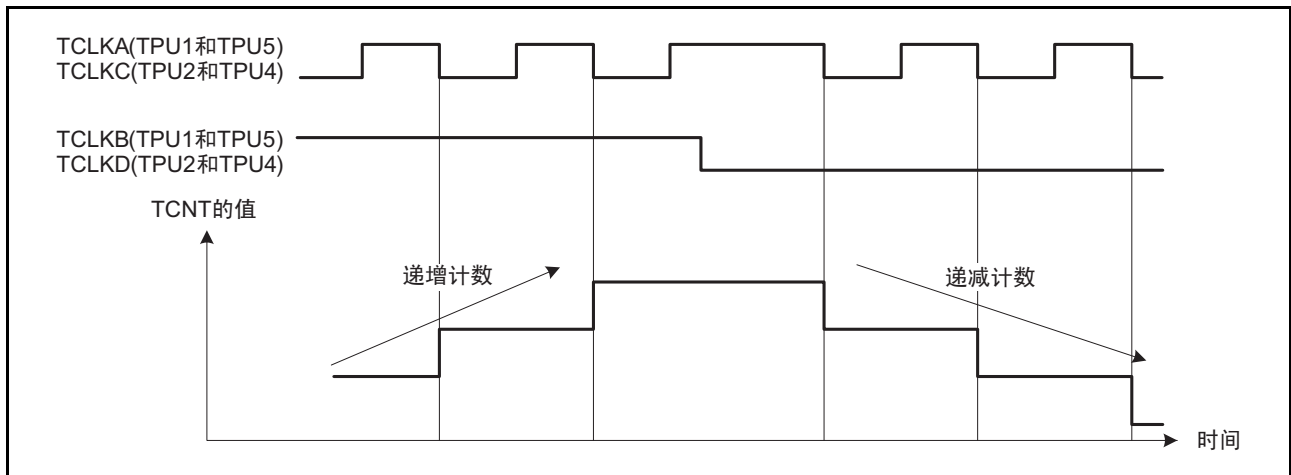 TCLKA(TPU1和TPU5)
TCLKC(TPU2和TPU4)
TCLKB(TPU1和TPU5)
TCLKD(TPU2和TPU4)
TCNT的值
递增计数
递减计数
时间